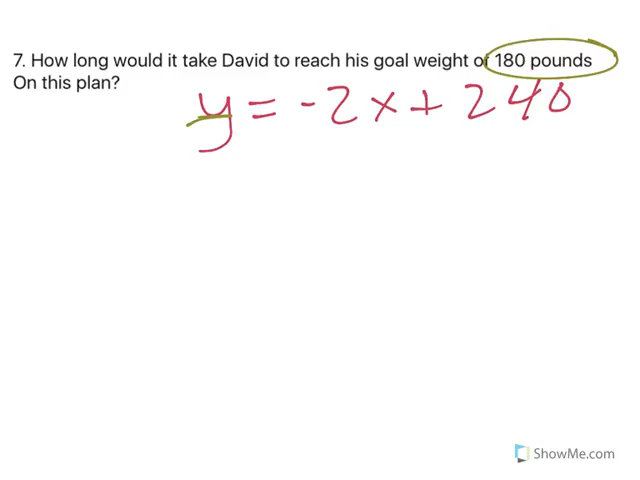 7. How long would it take David to reach his goal weight of 180 pounds
On this plan?
y = -2x + 240
ShowMe.com